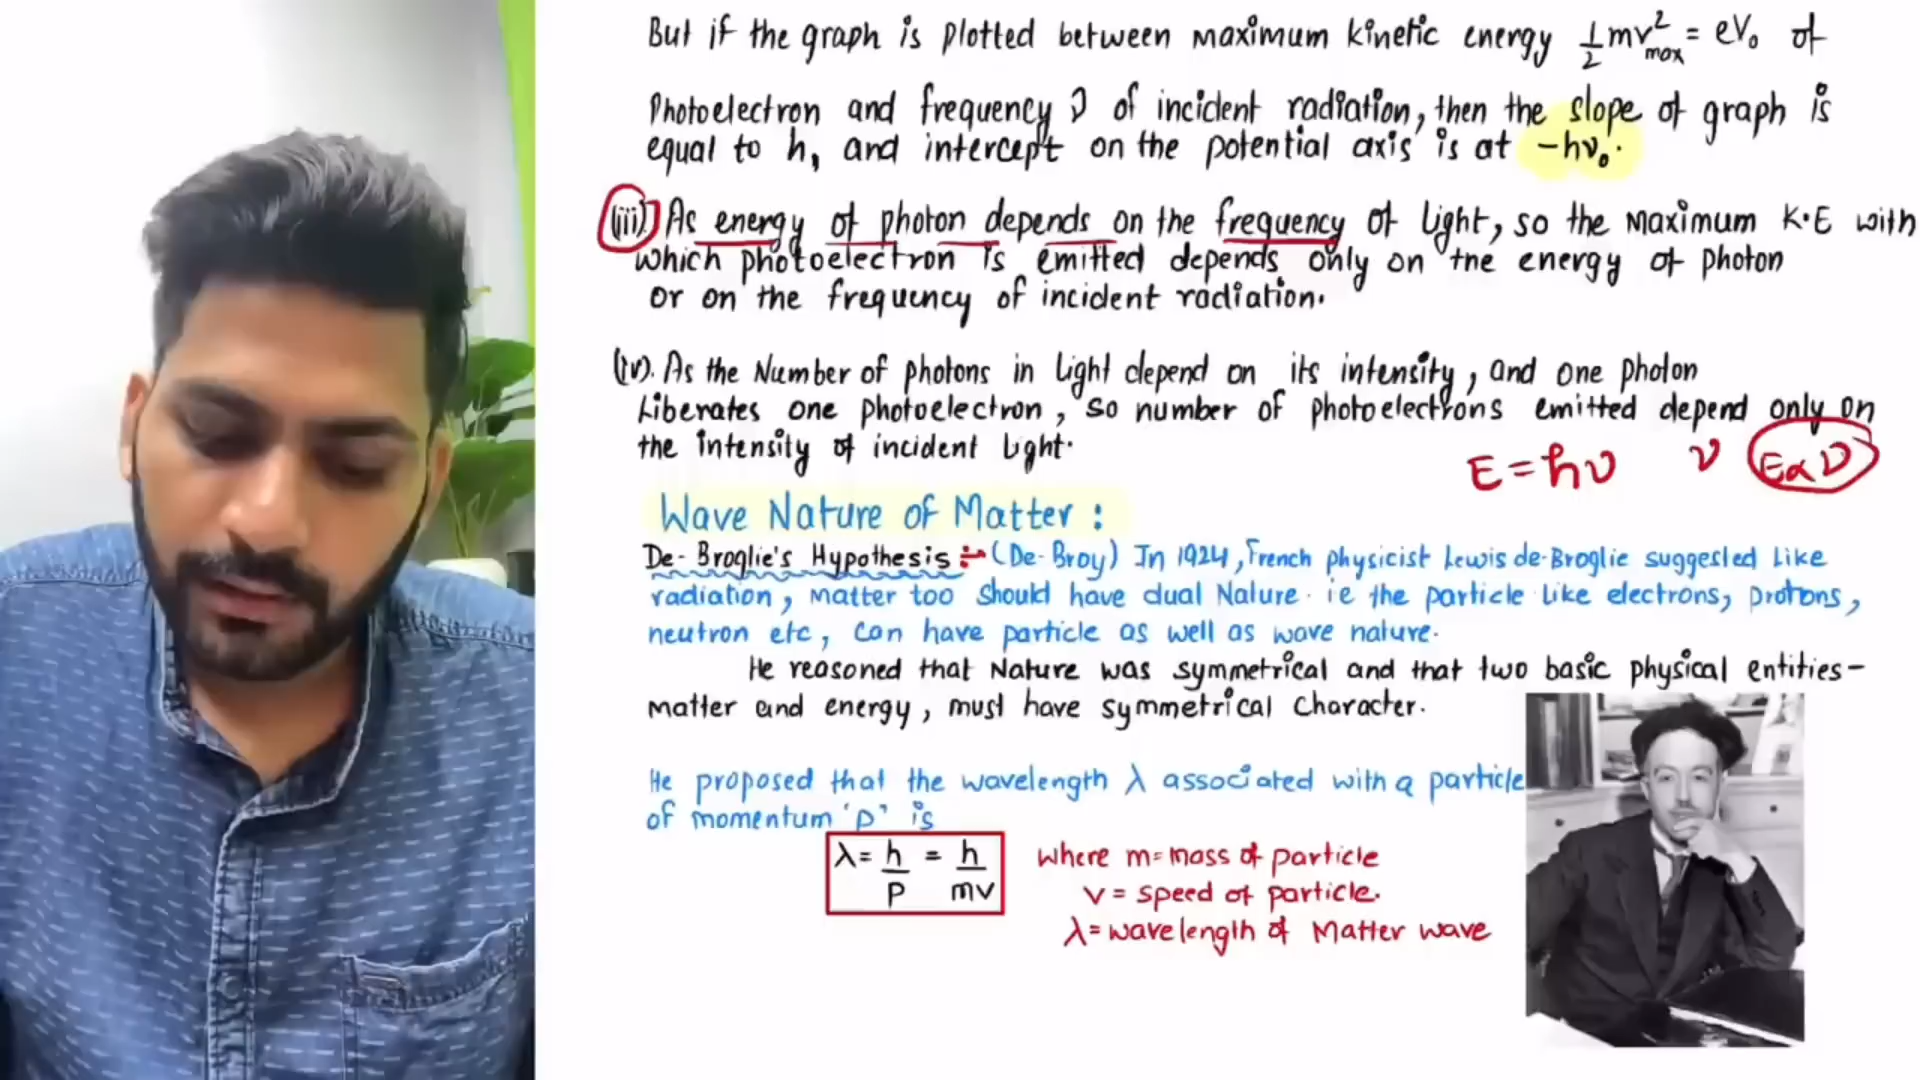 But if the graph is plotted between maximum kinetic energy ½mv²max = eV₀ of
Photoelectron and frequency ν of incident radiation, then the slope of graph is
equal to h, and intercept on the potential axis is at -hν₀.
(iii) As energy of photon depends on the frequency of light, so the maximum K.E with
which photoelectron is emitted depends only on the energy of photon
or on the frequency of incident radiation.
(iv). As the Number of photons in light depend on its intensity, and one photon
Liberates one photoelectron, so number of photoelectrons emitted depend only on
the intensity of incident light.
E = hν ν E∝ν
Wave Nature of Matter :
De-Broglie's Hypothesis :- (De-Broy) In 1924, French physicist Lewis de-Broglie suggested like
radiation, matter too should have dual Nature. ie the particle like electrons, protons,
neutron etc, can have particle as well as wave nature.
He reasoned that Nature was symmetrical and that two basic physical entities-
matter and energy, must have symmetrical Character.
He proposed that the wavelength λ associated with a particle
of momentum 'p' is
λ = h/P = h/mv
where m = mass of particle
v = speed of particle.
λ = wavelength of Matter wave